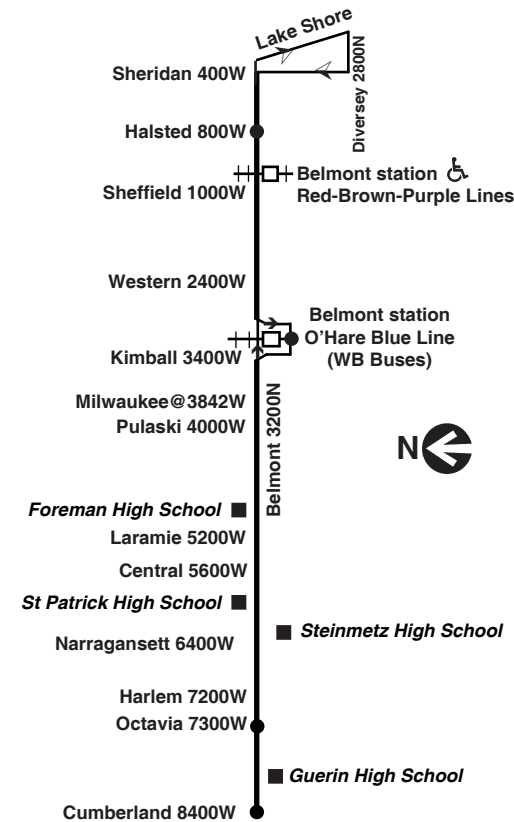 Lake Shore
Sheridan 400W
Diversey 2800N
Halsted 800W
Belmont station
Red-Brown-Purple Lines
Sheffield 1000W
Western 2400W
Belmont station
O'Hare Blue Line
(WB Buses)
Kimball 3400W
Milwaukee@3842W
Pulaski 4000W
Belmont 3200N
N
Foreman High School
Laramie 5200W
Central 5600W
St Patrick High School
Steinmetz High School
Narragansett 6400W
Harlem 7200W
Octavia 7300W
Guerin High School
Cumberland 8400W